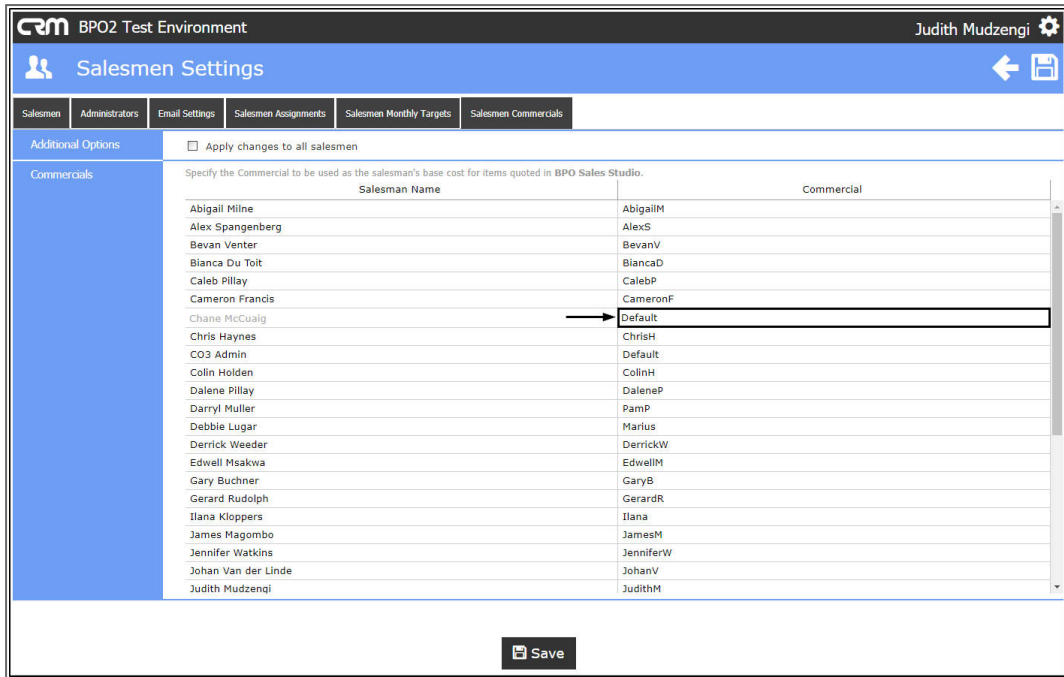 CRM BPO2 Test Environment Judith Mudzengi
Salesmen Settings
Salesmen Administrators Email Settings Salesmen Assignments Salesmen Monthly Targets Salesmen Commercials
Additional Options Apply changes to all salesmen
Commercials Specify the Commercial to be used as the salesman's base cost for items quoted in BPO Sales Studio.
Salesman Name Commercial
Abigail Milne AbigailM
Alex Spangenberg AlexS
Bevan Venter BevanV
Bianca Du Toit BiancaD
Caleb Pillay CalebP
Cameron Francis CameronF
Chane McCuaig Default
Chris Haynes ChrisH
CO3 Admin Default
Colin Holden ColinH
Dalene Pillay DaleneP
Darryl Muller PamP
Debbie Lugar Marius
Derrick Weeder DerrickW
Edwell Msakwa EdwellM
Gary Buchner GaryB
Gerard Rudolph GerardR
Ilana Kloppers Ilana
James Magombo JamesM
Jennifer Watkins JenniferW
Johan Van der Linde JohanV
Judith Mudzengi JudithM
Save